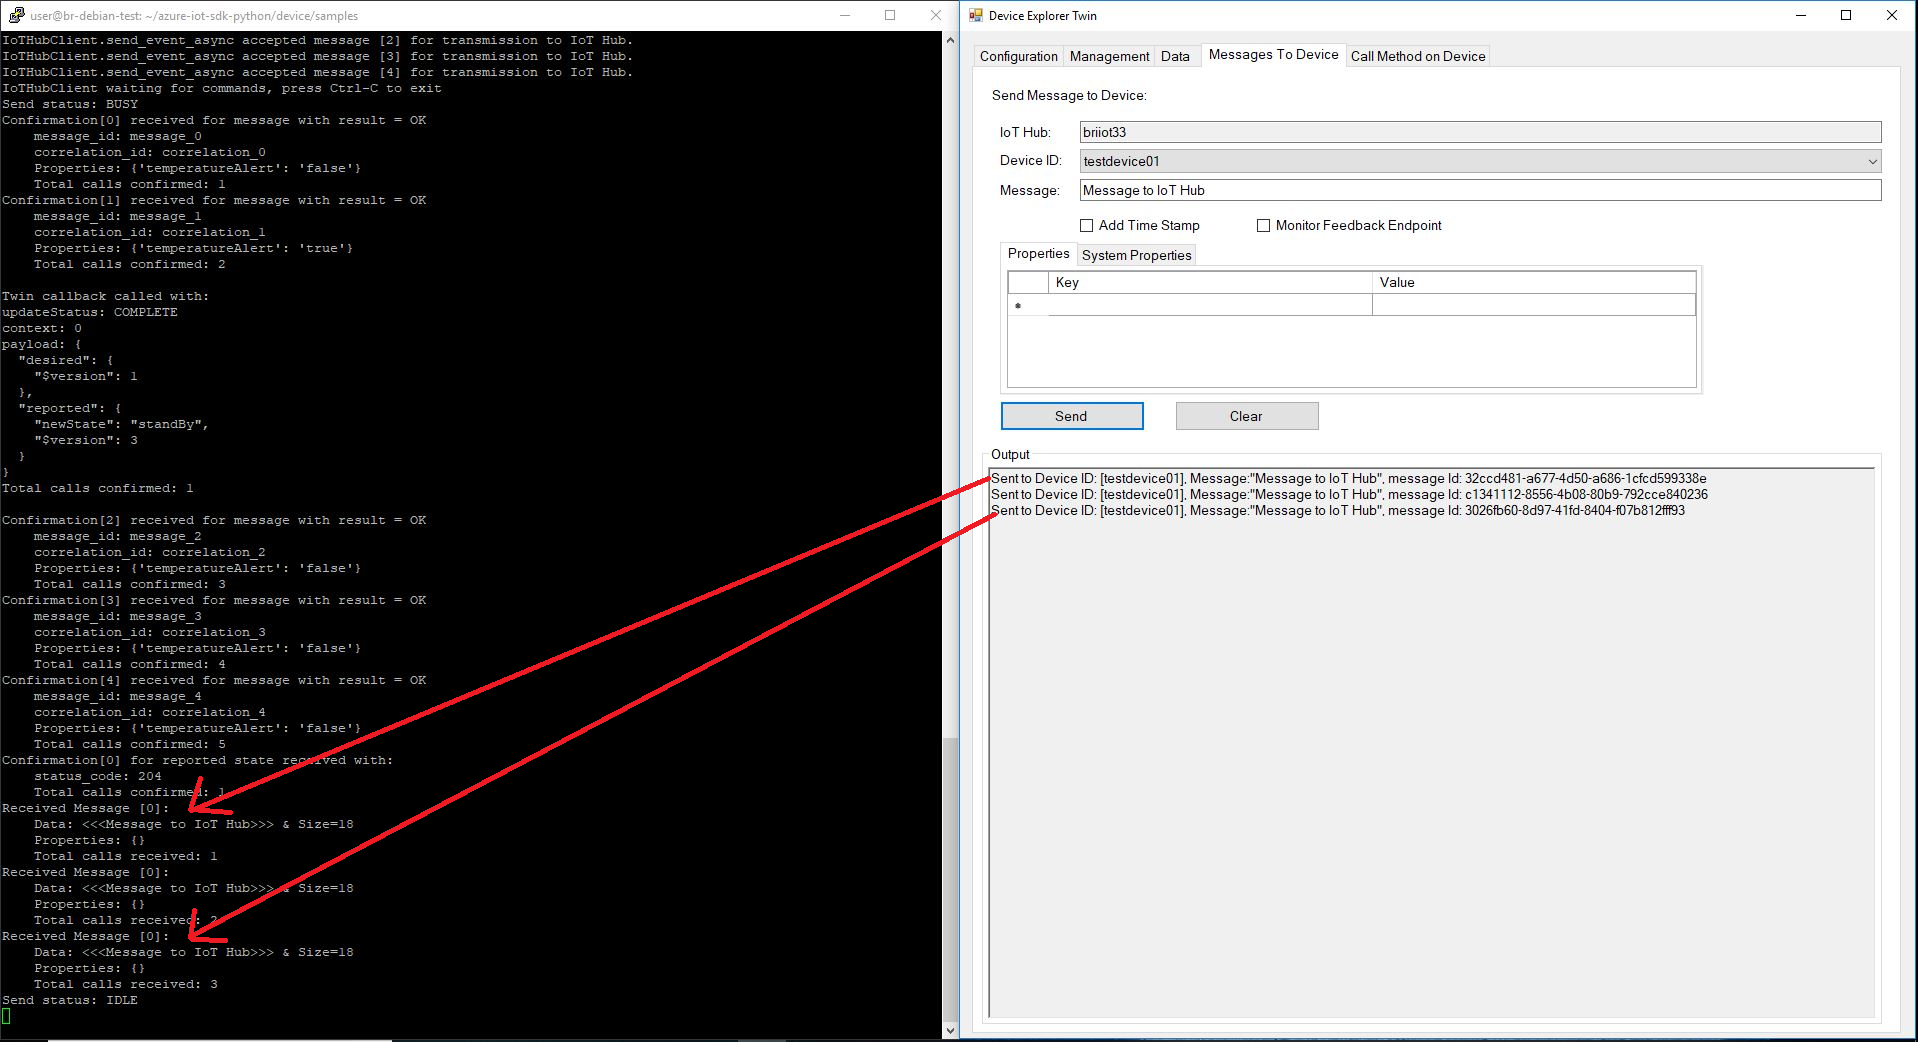 user@br-debian-test: ~/azure-iot-sdk-python/device/samples
IoTHubClient.send_event_async accepted message [2] for transmission to IoT Hub.
IoTHubClient.send_event_async accepted message [3] for transmission to IoT Hub.
IoTHubClient.send_event_async accepted message [4] for transmission to IoT Hub.
IoTHubClient waiting for commands, press Ctrl-C to exit
Send status: BUSY
Confirmation[0] received for message with result = OK
    message_id: message_0
    correlation_id: correlation_0
    Properties: {'temperatureAlert': 'false'}
    Total calls confirmed: 1
Confirmation[1] received for message with result = OK
    message_id: message_1
    correlation_id: correlation_1
    Properties: {'temperatureAlert': 'true'}
    Total calls confirmed: 2
Twin callback called with:
updateStatus: COMPLETE
context: 0
payload: {
  "desired": {
    "$version": 1
  },
  "reported": {
    "newState": "standBy",
    "$version": 3
  }
}
Total calls confirmed: 1
Confirmation[2] received for message with result = OK
    message_id: message_2
    correlation_id: correlation_2
    Properties: {'temperatureAlert': 'false'}
    Total calls confirmed: 3
Confirmation[3] received for message with result = OK
    message_id: message_3
    correlation_id: correlation_3
    Properties: {'temperatureAlert': 'false'}
    Total calls confirmed: 4
Confirmation[4] received for message with result = OK
    message_id: message_4
    correlation_id: correlation_4
    Properties: {'temperatureAlert': 'false'}
    Total calls confirmed: 5
Confirmation[0] for reported state received with:
    status_code: 204
    Total calls confirmed: 1
Received Message [0]:
    Data: <<<Message to IoT Hub>>> & Size=18
    Properties: {}
    Total calls received: 1
Received Message [0]:
    Data: <<<Message to IoT Hub>>> & Size=18
    Properties: {}
    Total calls received: 2
Received Message [0]:
    Data: <<<Message to IoT Hub>>> & Size=18
    Properties: {}
    Total calls received: 3
Send status: IDLE
Device Explorer Twin
Configuration Management Data Messages To Device Call Method on Device
Send Message to Device:
IoT Hub: briiot33
Device ID: testdevice01
Message: Message to IoT Hub
Add Time Stamp Monitor Feedback Endpoint
Properties System Properties
Key Value
*
Send Clear
Output
Sent to Device ID: [testdevice01], Message:"Message to IoT Hub", message Id: 32ccd481-a677-4d50-a686-1cfcd599338e
Sent to Device ID: [testdevice01], Message:"Message to IoT Hub", message Id: c1341112-8556-4b08-80b9-792cce840236
Sent to Device ID: [testdevice01], Message:"Message to IoT Hub", message Id: 3026fb60-8d97-41fd-8404-f07b812fff93